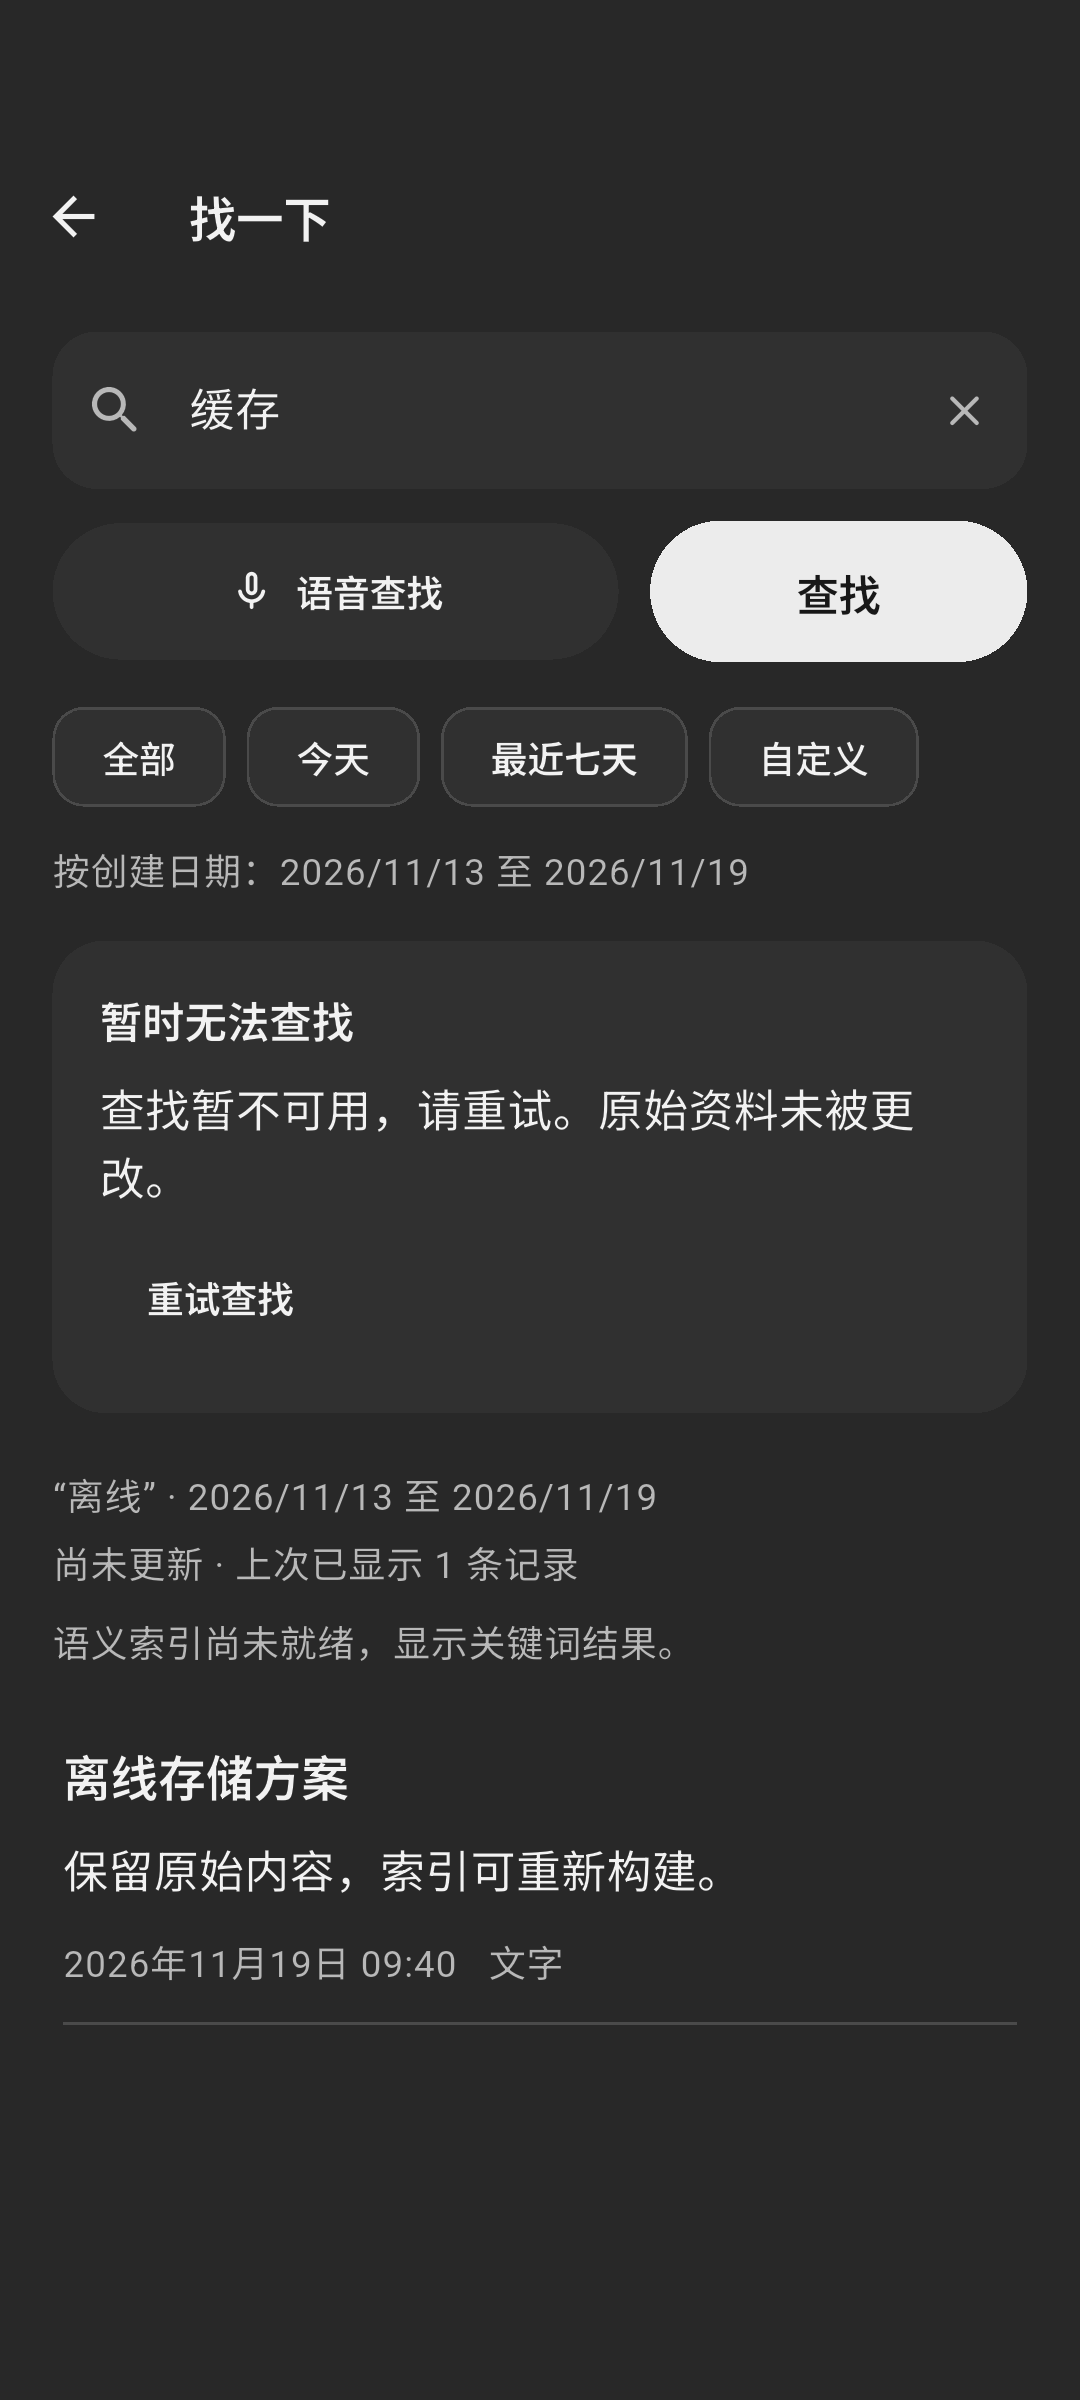 找一下
缓存
语音查找
查找
全部
今天
最近七天
自定义
按创建日期：2026/11/13 至 2026/11/19
暂时无法查找
查找暂不可用，请重试。原始资料未被更
改。
重试查找
“离线” · 2026/11/13 至 2026/11/19
尚未更新 · 上次已显示 1 条记录
语义索引尚未就绪，显示关键词结果。
离线存储方案
保留原始内容，索引可重新构建。
2026年11月19日 09:40 文字